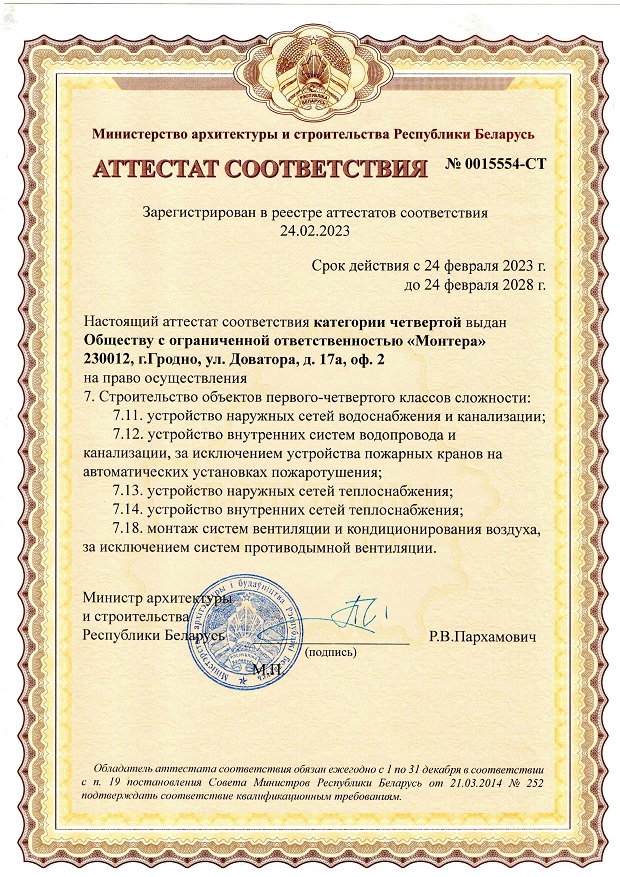 РЭСПУБЛІКА
БЕЛАРУСЬ
Министерство архитектуры и строительства Республики Беларусь
АТТЕСТАТ СООТВЕТСТВИЯ № 0015554-СТ
Зарегистрирован в реестре аттестатов соответствия
24.02.2023
Срок действия с 24 февраля 2023 г.
до 24 февраля 2028 г.
Настоящий аттестат соответствия категории четвертой выдан
Обществу с ограниченной ответственностью «Монтера»
230012, г.Гродно, ул. Доватора, д. 17а, оф. 2
на право осуществления
7. Строительство объектов первого-четвертого классов сложности:
7.11. устройство наружных сетей водоснабжения и канализации;
7.12. устройство внутренних систем водопровода и
канализации, за исключением устройства пожарных кранов на
автоматических установках пожаротушения;
7.13. устройство наружных сетей теплоснабжения;
7.14. устройство внутренних сетей теплоснабжения;
7.18. монтаж систем вентиляции и кондиционирования воздуха,
за исключением систем противодымной вентиляции.
Министр архитектуры
и строительства
Республики Беларусь Р.В.Пархамович
(подпись)
М.П.
Міністэрства архітэктуры і будаўніцтва Рэспублікі Беларусь
Обладатель аттестата соответствия обязан ежегодно с 1 по 31 декабря в соответствии
с п. 19 постановления Совета Министров Республики Беларусь от 21.03.2014 № 252
подтверждать соответствие квалификационным требованиям.